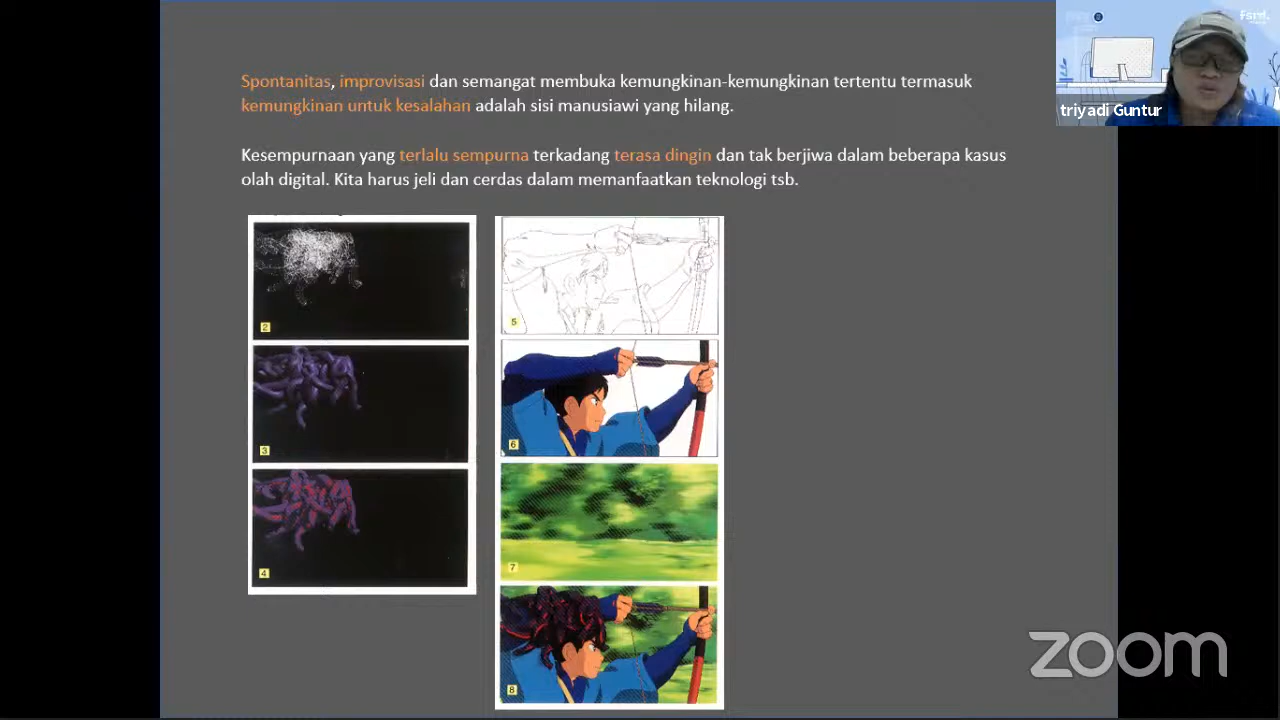 Spontanitas, improvisasi dan semangat membuka kemungkinan-kemungkinan tertentu termasuk
kemungkinan untuk kesalahan adalah sisi manusiawi yang hilang.
Kesempurnaan yang terlalu sempurna terkadang terasa dingin dan tak berjiwa dalam beberapa kasus
olah digital. Kita harus jeli dan cerdas dalam memanfaatkan teknologi tsb.
2
3
4
5
6
7
8
fsrd.
triyadi Guntur
zoom